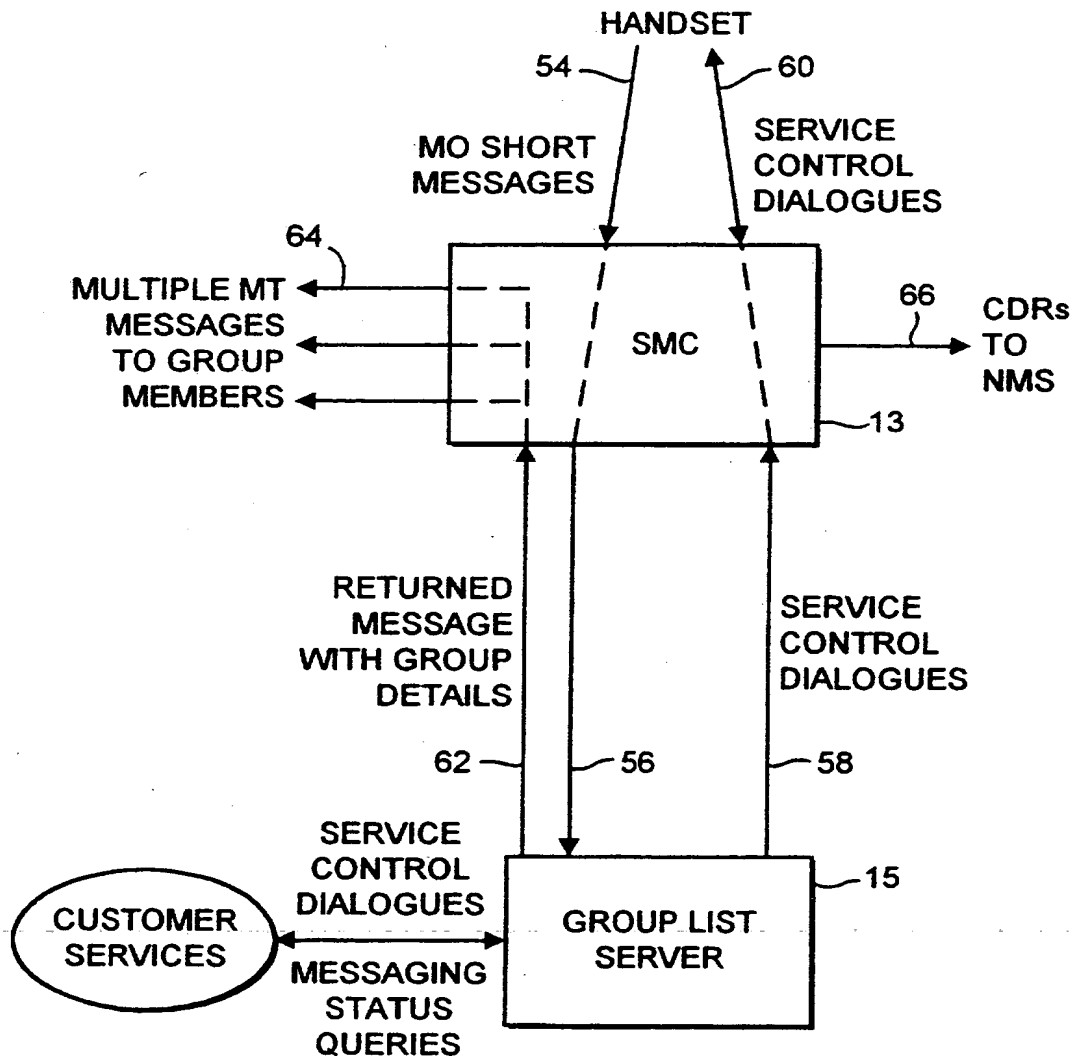 HANDSET
54
60
MO SHORT
MESSAGES
SERVICE
CONTROL
DIALOGUES
64
MULTIPLE MT
MESSAGES
TO GROUP
MEMBERS
SMC
66
CDRs
TO
NMS
13
RETURNED
MESSAGE
WITH GROUP
DETAILS
SERVICE
CONTROL
DIALOGUES
62
56
58
SERVICE
CONTROL
DIALOGUES
15
CUSTOMER
SERVICES
GROUP LIST
SERVER
MESSAGING
STATUS
QUERIES